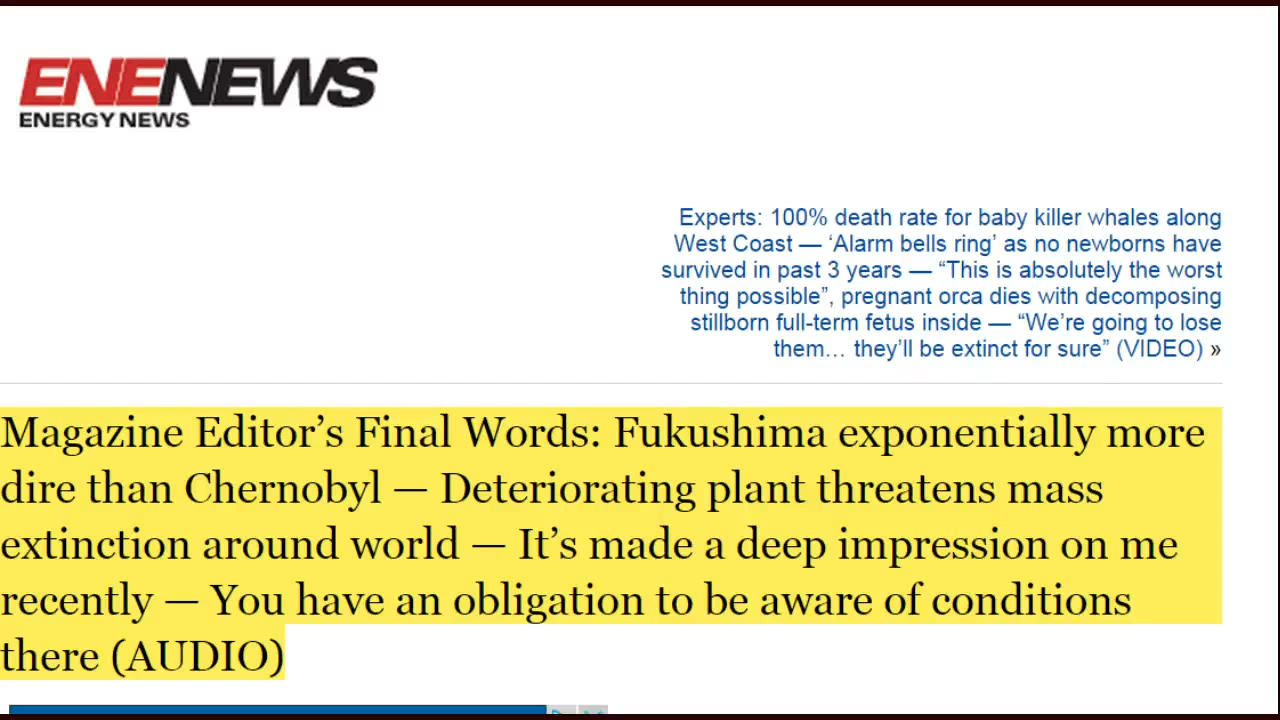 ENENEWS
ENERGY NEWS
Experts: 100% death rate for baby killer whales along
West Coast — ‘Alarm bells ring’ as no newborns have
survived in past 3 years — “This is absolutely the worst
thing possible”, pregnant orca dies with decomposing
stillborn full-term fetus inside — “We’re going to lose
them… they’ll be extinct for sure” (VIDEO) »
Magazine Editor’s Final Words: Fukushima exponentially more
dire than Chernobyl — Deteriorating plant threatens mass
extinction around world — It’s made a deep impression on me
recently — You have an obligation to be aware of conditions
there (AUDIO)